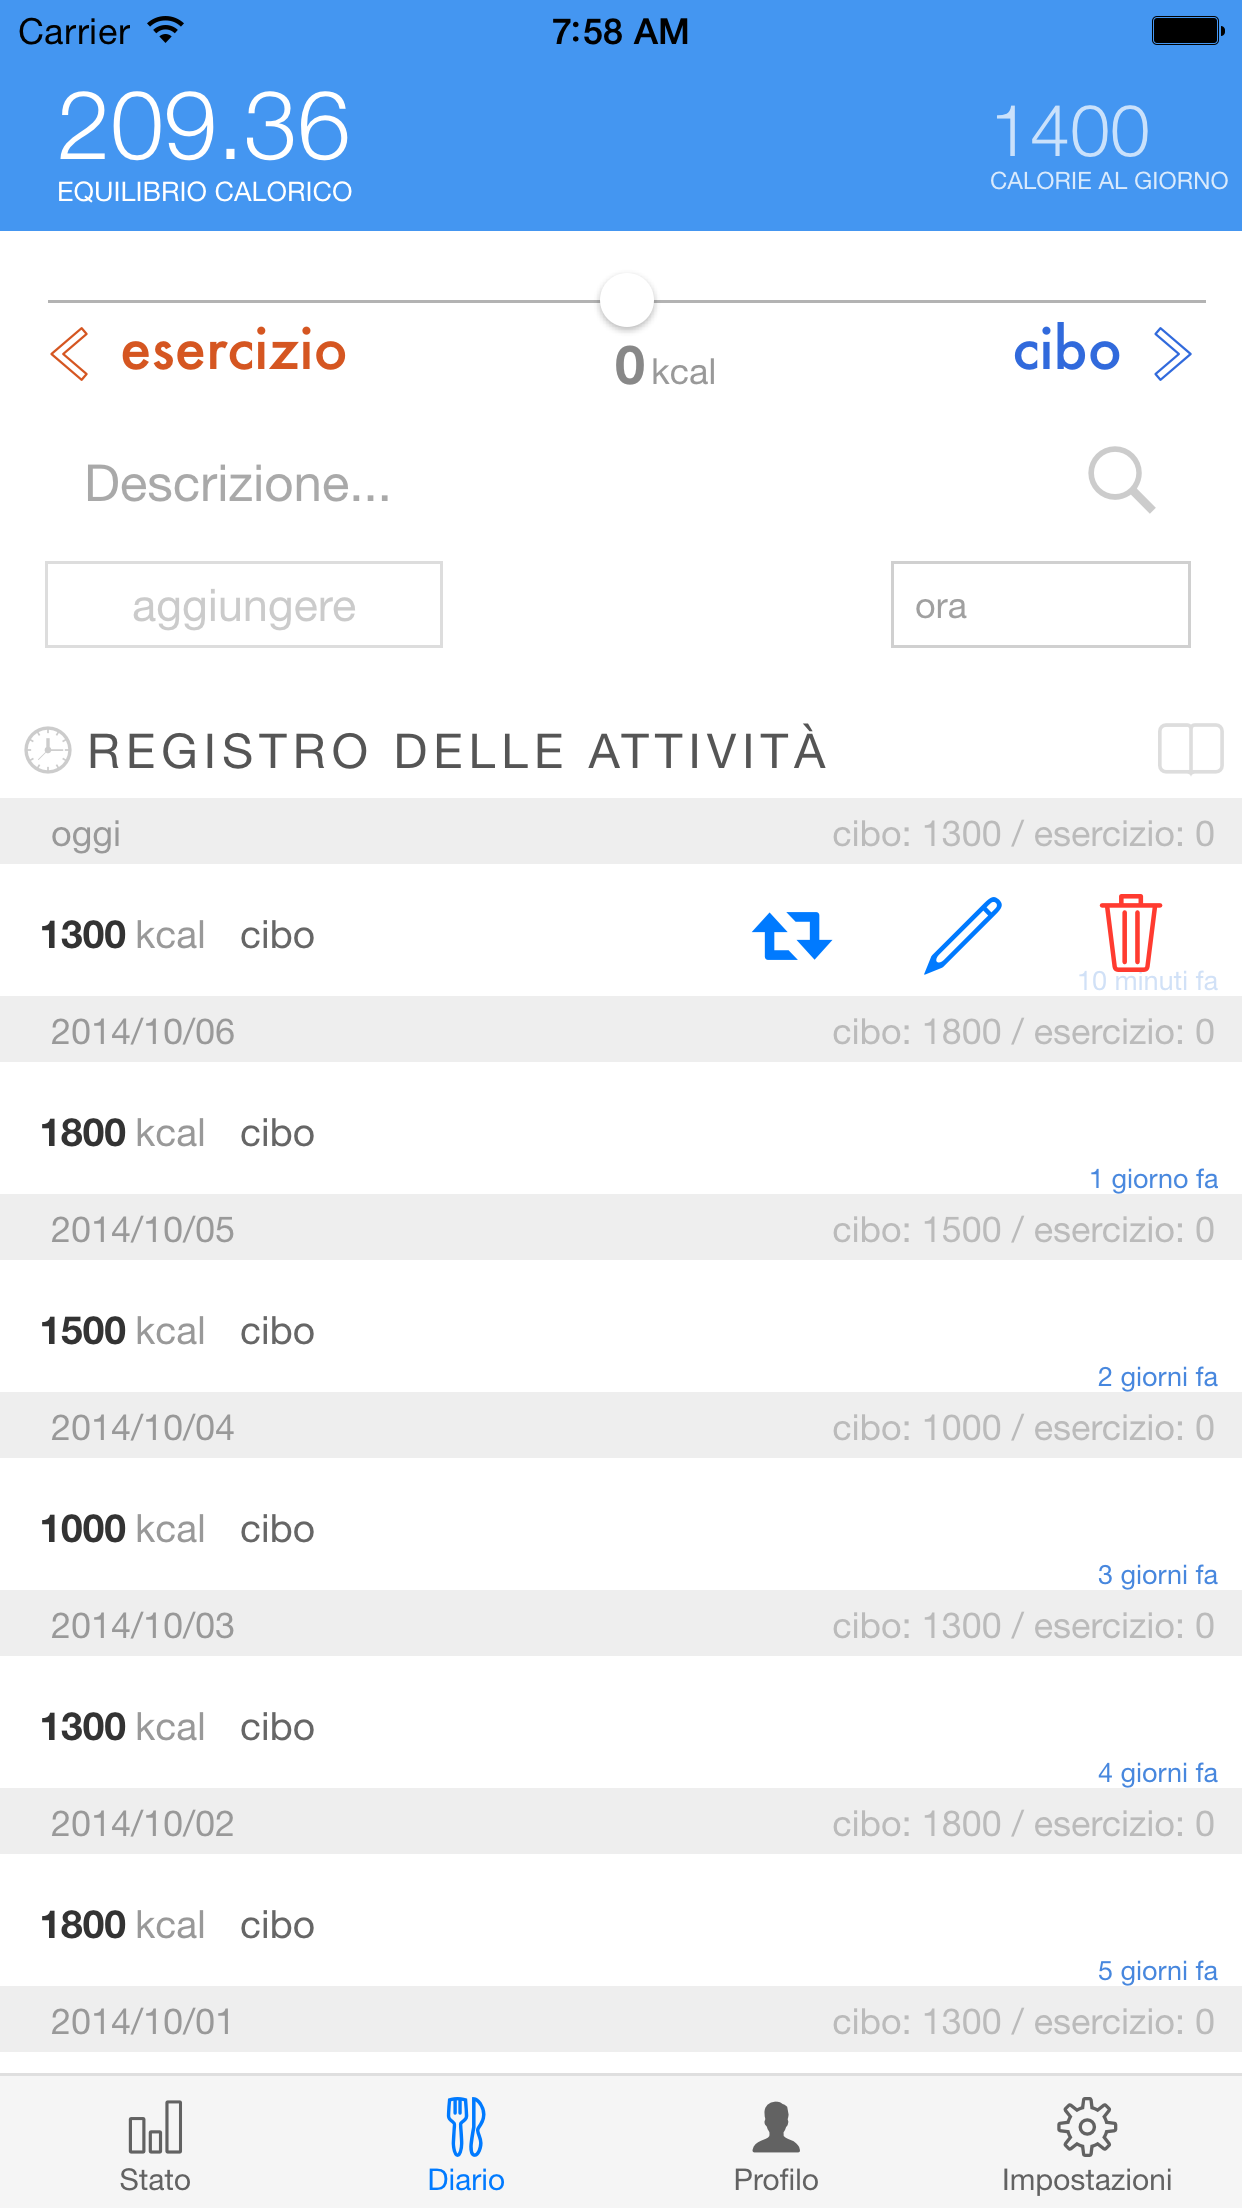 Carrier 7:58 AM
209.36 1400
EQUILIBRIO CALORICO CALORIE AL GIORNO
esercizio 0 kcal cibo
Descrizione...
aggiungere ora
REGISTRO DELLE ATTIVITÀ
oggi cibo: 1300 / esercizio: 0
1300 kcal cibo
10 minuti fa
2014/10/06 cibo: 1800 / esercizio: 0
1800 kcal cibo
1 giorno fa
2014/10/05 cibo: 1500 / esercizio: 0
1500 kcal cibo
2 giorni fa
2014/10/04 cibo: 1000 / esercizio: 0
1000 kcal cibo
3 giorni fa
2014/10/03 cibo: 1300 / esercizio: 0
1300 kcal cibo
4 giorni fa
2014/10/02 cibo: 1800 / esercizio: 0
1800 kcal cibo
5 giorni fa
2014/10/01 cibo: 1300 / esercizio: 0
Stato Diario Profilo Impostazioni